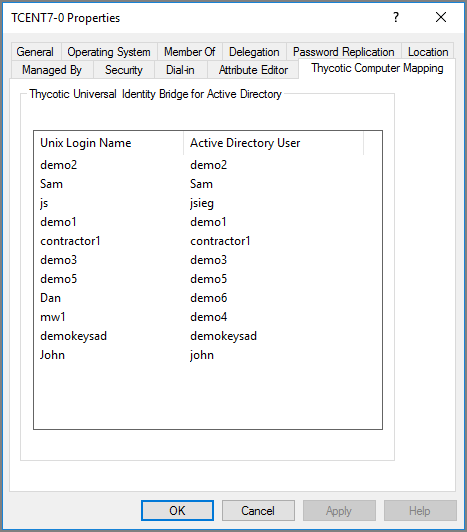 TCENT7-0 Properties
General Operating System Member Of Delegation Password Replication Location
Managed By Security Dial-in Attribute Editor Thycotic Computer Mapping
Thycotic Universal Identity Bridge for Active Directory
Unix Login Name Active Directory User
demo2 demo2
Sam Sam
js jsieg
demo1 demo1
contractor1 contractor1
demo3 demo3
demo5 demo5
Dan demo6
mw1 demo4
demokeysad demokeysad
John john
OK Cancel Apply Help